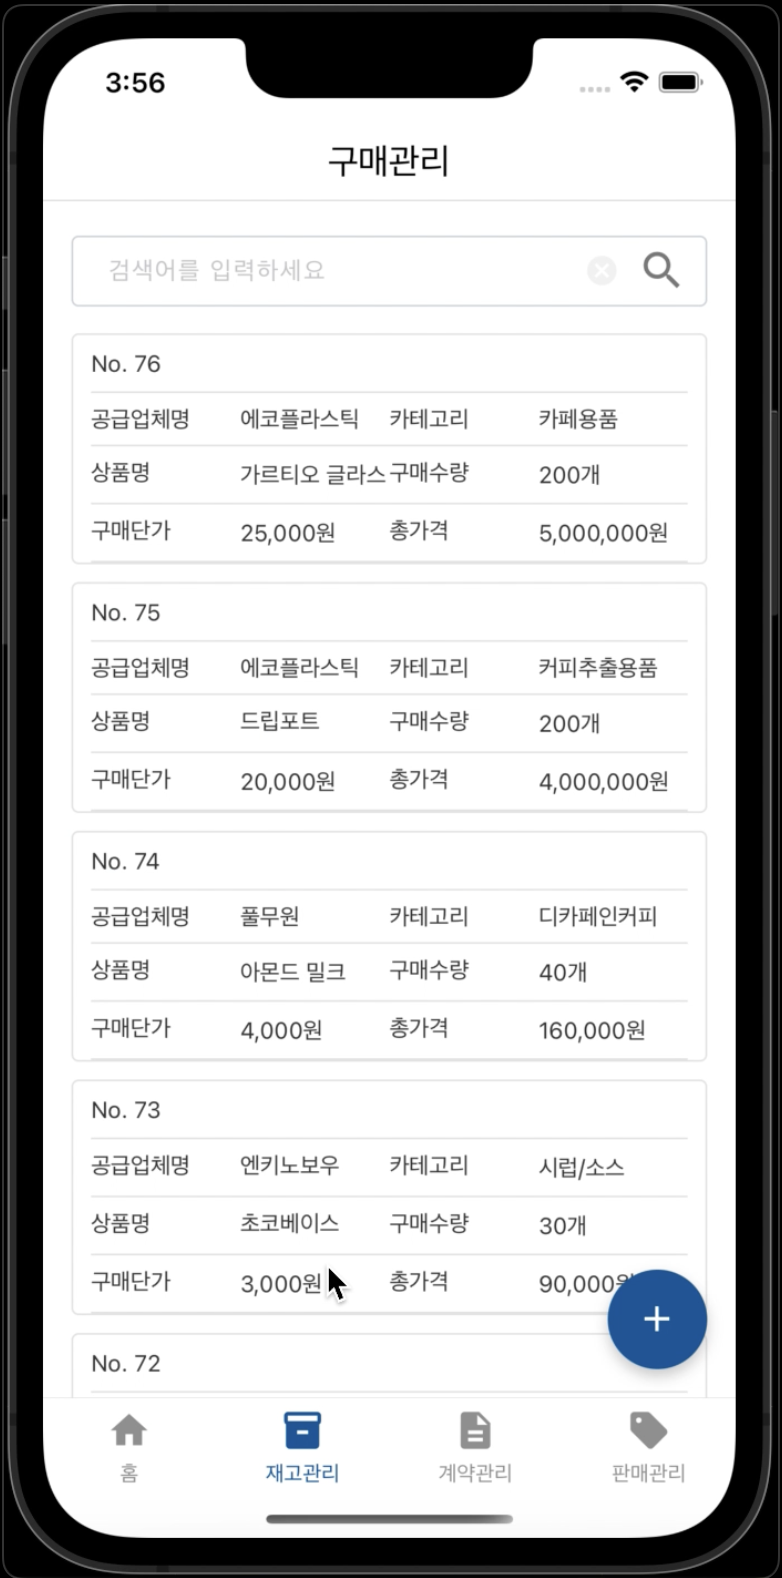 3:56
구매관리
검색어를 입력하세요
No. 76
공급업체명 에코플라스틱 카테고리 카페용품
상품명 가르티오 글라스 구매수량 200개
구매단가 25,000원 총가격 5,000,000원
No. 75
공급업체명 에코플라스틱 카테고리 커피추출용품
상품명 드립포트 구매수량 200개
구매단가 20,000원 총가격 4,000,000원
No. 74
공급업체명 풀무원 카테고리 디카페인커피
상품명 아몬드 밀크 구매수량 40개
구매단가 4,000원 총가격 160,000원
No. 73
공급업체명 엔키노보우 카테고리 시럽/소스
상품명 초코베이스 구매수량 30개
구매단가 3,000원 총가격 90,000원
No. 72
홈 재고관리 계약관리 판매관리